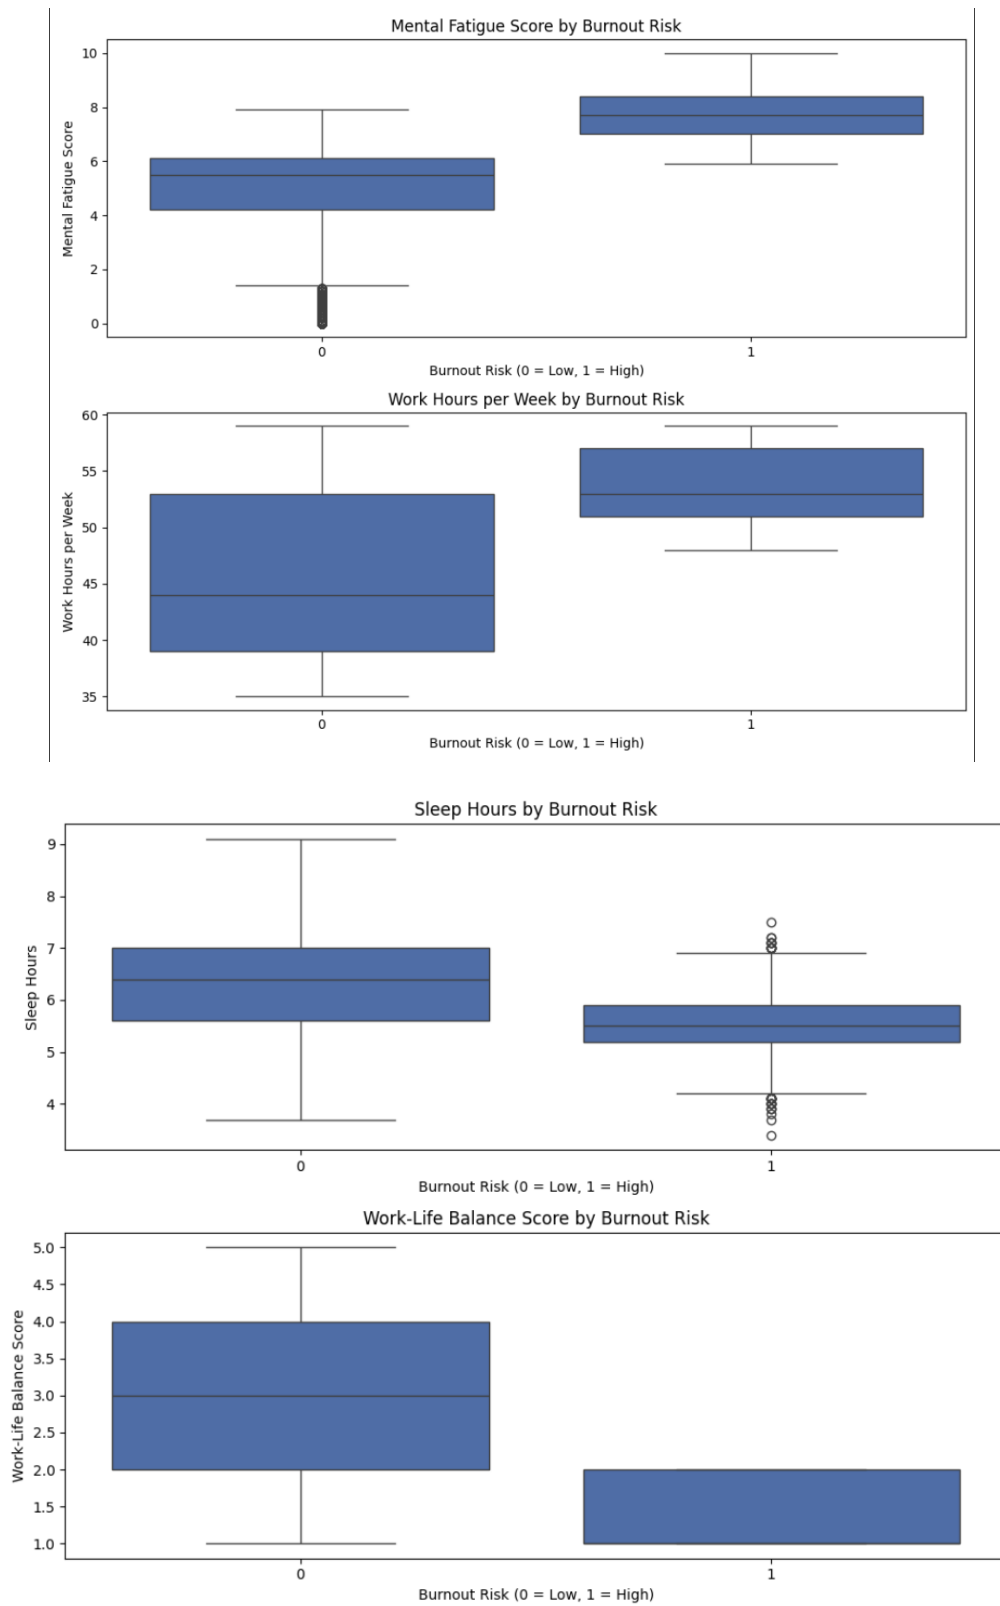 Mental Fatigue Score by Burnout Risk
Mental Fatigue Score
10
8
6
4
2
0
0 1
Burnout Risk (0 = Low, 1 = High)
Work Hours per Week by Burnout Risk
Work Hours per Week
60
55
50
45
40
35
0 1
Burnout Risk (0 = Low, 1 = High)
Sleep Hours by Burnout Risk
Sleep Hours
9
8
7
6
5
4
0 1
Burnout Risk (0 = Low, 1 = High)
Work-Life Balance Score by Burnout Risk
Work-Life Balance Score
5.0
4.5
4.0
3.5
3.0
2.5
2.0
1.5
1.0
0 1
Burnout Risk (0 = Low, 1 = High)